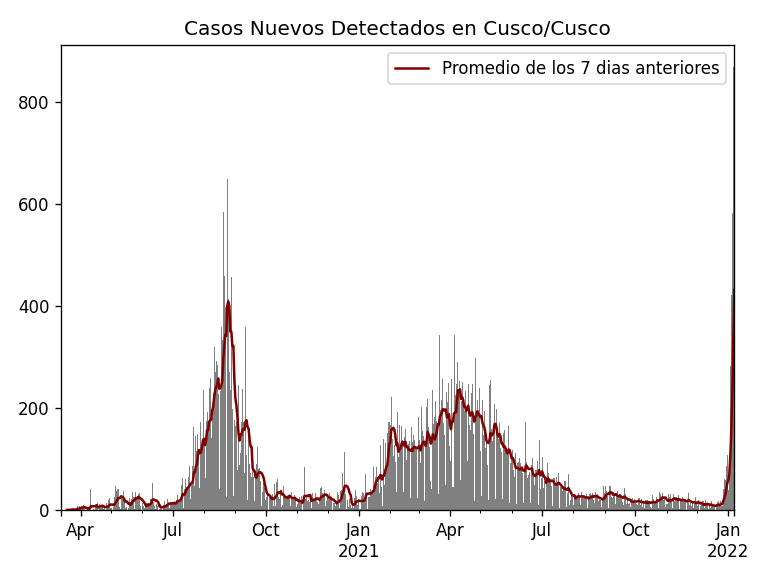 Casos Nuevos Detectados en Cusco/Cusco
Promedio de los 7 dias anteriores
800
600
400
200
0
Apr Jul Oct Jan Apr Jul Oct Jan
2021 2022